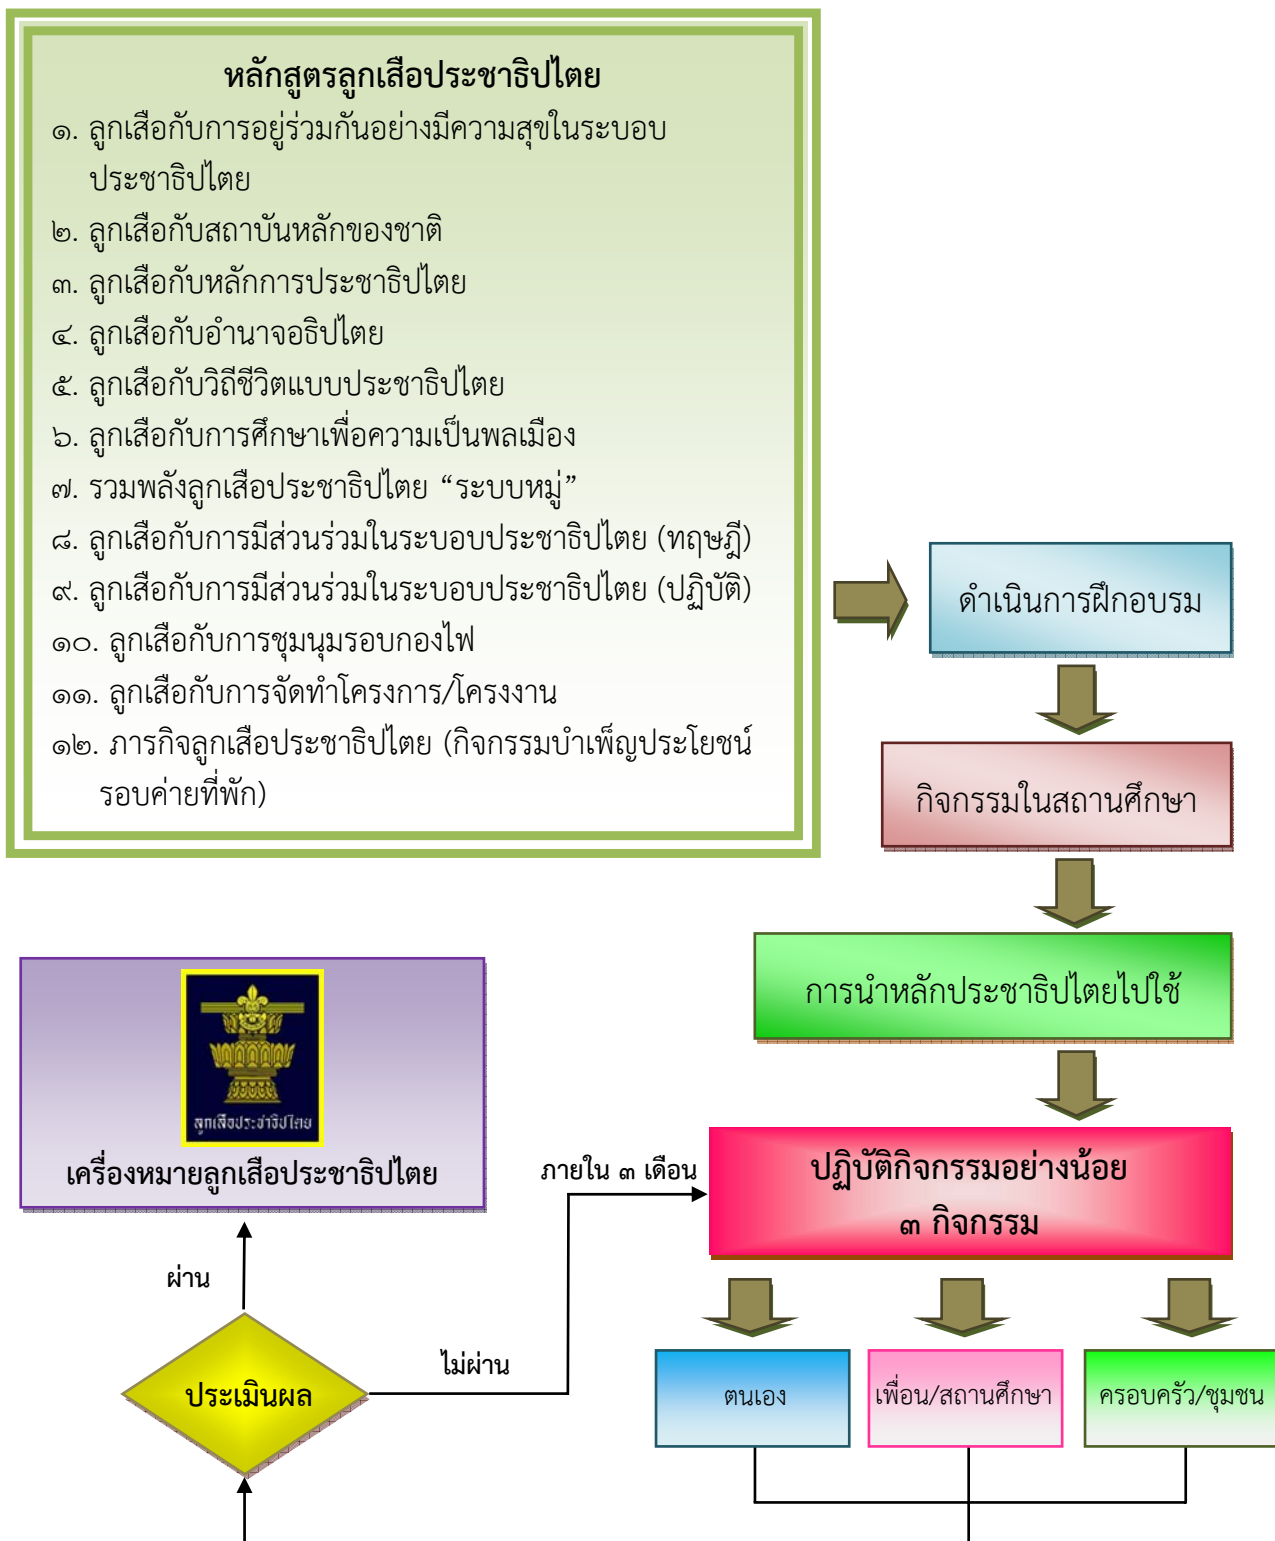 หลักสูตรลูกเสือประชาธิปไตย
๑. ลูกเสือกับการอยู่ร่วมกันอย่างมีความสุขในระบอบ
ประชาธิปไตย
๒. ลูกเสือกับสถาบันหลักของชาติ
๓. ลูกเสือกับหลักการประชาธิปไตย
๔. ลูกเสือกับอำนาจอธิปไตย
๕. ลูกเสือกับวิถีชีวิตแบบประชาธิปไตย
๖. ลูกเสือกับการศึกษาเพื่อความเป็นพลเมือง
๗. รวมพลังลูกเสือประชาธิปไตย “ระบบหมู่”
๘. ลูกเสือกับการมีส่วนร่วมในระบอบประชาธิปไตย (ทฤษฎี)
๙. ลูกเสือกับการมีส่วนร่วมในระบอบประชาธิปไตย (ปฏิบัติ)
๑๐. ลูกเสือกับการชุมนุมรอบกองไฟ
๑๑. ลูกเสือกับการจัดทำโครงการ/โครงงาน
๑๒. ภารกิจลูกเสือประชาธิปไตย (กิจกรรมบำเพ็ญประโยชน์
รอบค่ายที่พัก)
ดำเนินการฝึกอบรม
กิจกรรมในสถานศึกษา
การนำหลักประชาธิปไตยไปใช้
ปฏิบัติกิจกรรมอย่างน้อย
๓ กิจกรรม
ภายใน ๓ เดือน
ตนเอง
เพื่อน/สถานศึกษา
ครอบครัว/ชุมชน
ลูกเสือประชาธิปไตย
เครื่องหมายลูกเสือประชาธิปไตย
ผ่าน
ไม่ผ่าน
ประเมินผล